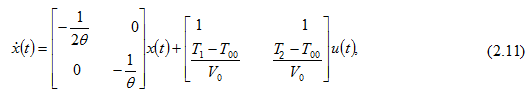 ẋ(t) = [ -1/(2θ)  0 ; 0  -1/θ ] x(t) + [ 1  1 ; (T₁ - T₀₀)/V₀  (T₂ - T₀₀)/V₀ ] u(t), (2.11)